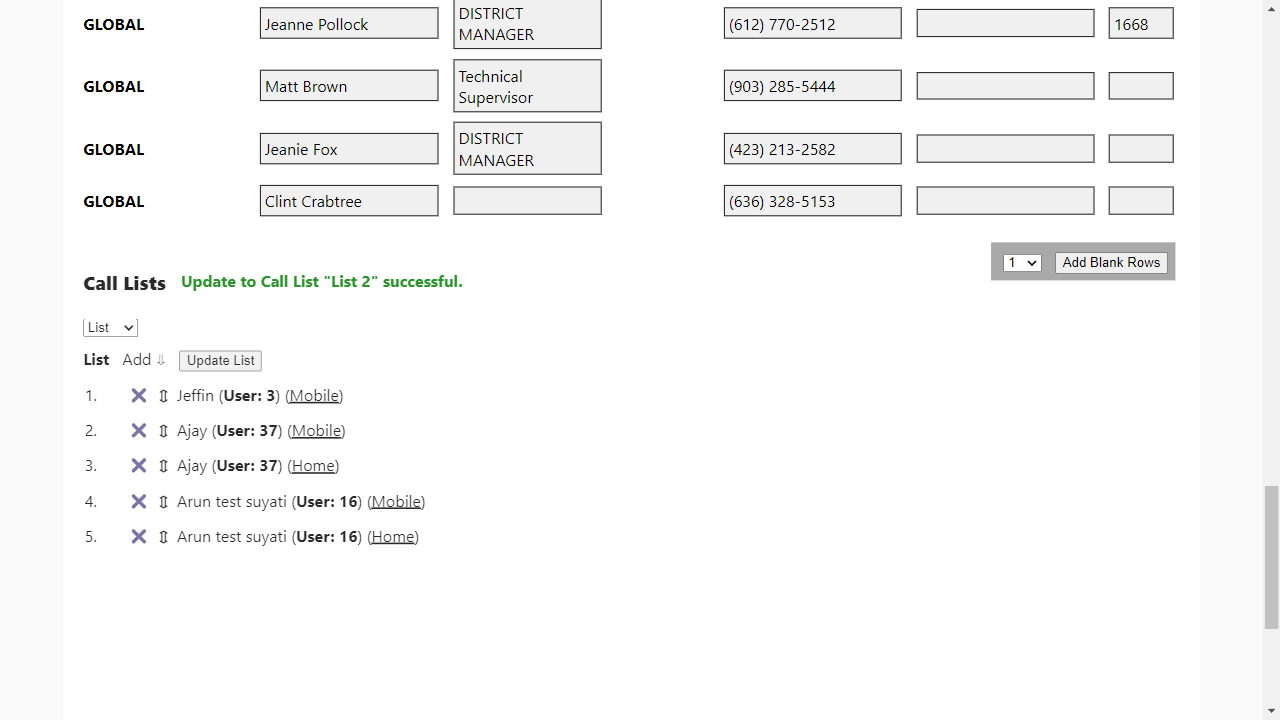 GLOBAL Jeanne Pollock DISTRICT MANAGER (612) 770-2512 1668
GLOBAL Matt Brown Technical Supervisor (903) 285-5444
GLOBAL Jeanie Fox DISTRICT MANAGER (423) 213-2582
GLOBAL Clint Crabtree (636) 328-5153
1 Add Blank Rows
Call Lists Update to Call List "List 2" successful.
List
List Add ⇩ Update List
1. Jeffin (User: 3) (Mobile)
2. Ajay (User: 37) (Mobile)
3. Ajay (User: 37) (Home)
4. Arun test suyati (User: 16) (Mobile)
5. Arun test suyati (User: 16) (Home)